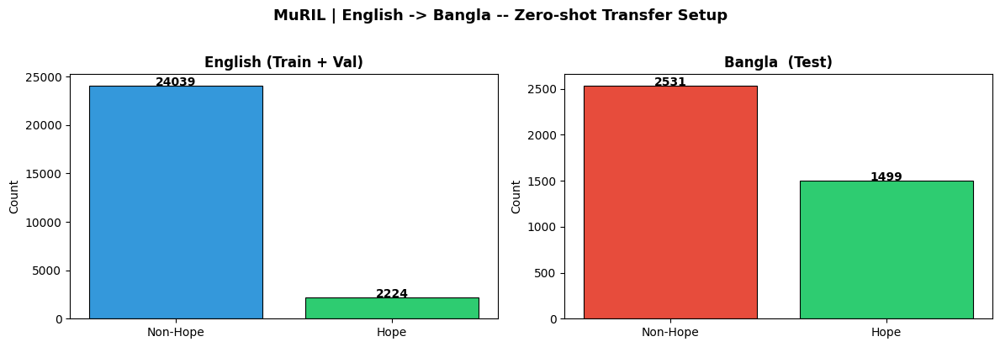 MuRIL | English -> Bangla -- Zero-shot Transfer Setup
English (Train + Val)
25000
24039
20000
15000
Count
10000
5000
2224
0
Non-Hope
Hope
Bangla  (Test)
2500
2531
2000
1500
1499
Count
1000
500
0
Non-Hope
Hope